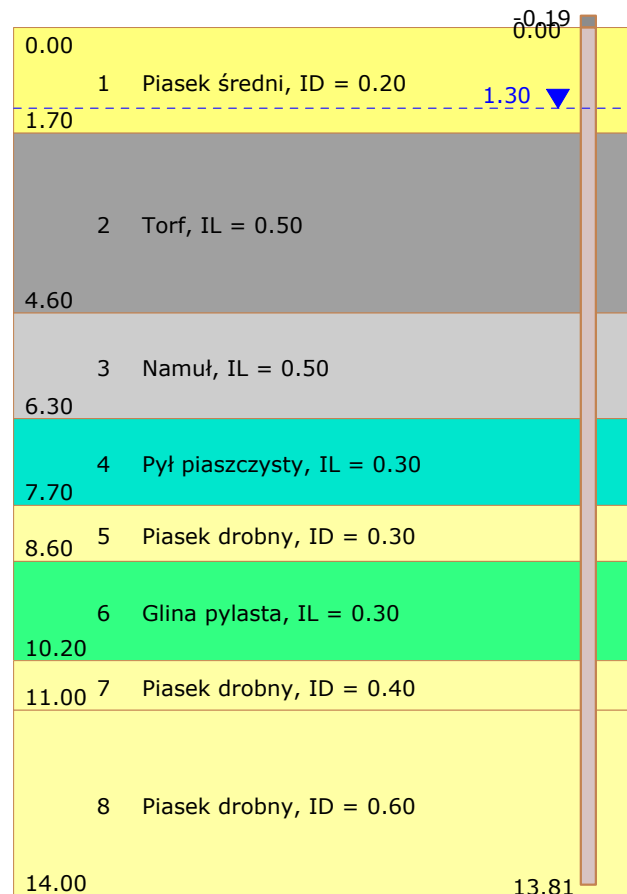 -0.19
0.00
0.00
1 Piasek średni, ID = 0.20
1.30
1.70
2 Torf, IL = 0.50
4.60
3 Namuł, IL = 0.50
6.30
4 Pył piaszczysty, IL = 0.30
7.70
5 Piasek drobny, ID = 0.30
8.60
6 Glina pylasta, IL = 0.30
10.20
7 Piasek drobny, ID = 0.40
11.00
8 Piasek drobny, ID = 0.60
14.00
13.81